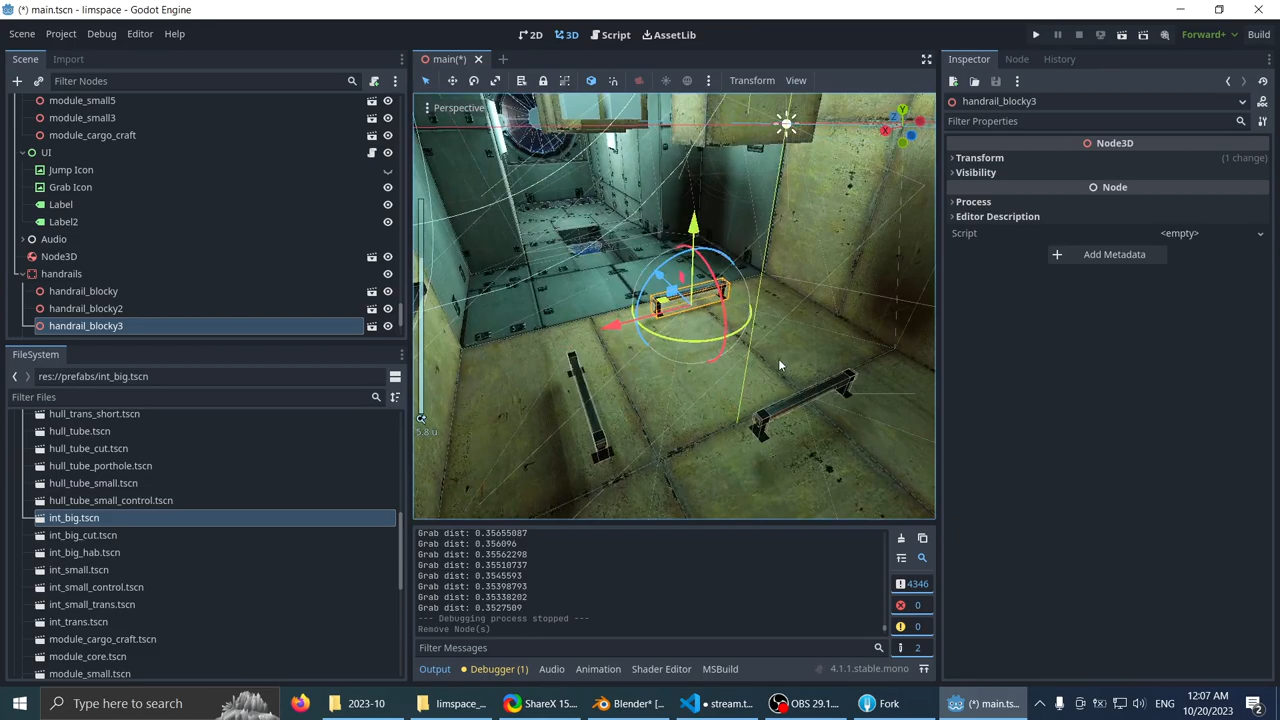 (*) main.tscn - limspace - Godot Engine
Scene Project Debug Editor Help
2D 3D Script AssetLib
Forward+ Build
Scene Import
Filter Nodes
module_small5
module_small3
module_cargo_craft
UI
Jump Icon
Grab Icon
Label
Label2
Audio
Node3D
handrails
handrail_blocky
handrail_blocky2
handrail_blocky3
FileSystem
res://prefabs/int_big.tscn
Filter Files
hull_trans_short.tscn
hull_tube.tscn
hull_tube_cut.tscn
hull_tube_porthole.tscn
hull_tube_small.tscn
hull_tube_small_control.tscn
int_big.tscn
int_big_cut.tscn
int_big_hab.tscn
int_small.tscn
int_small_control.tscn
int_small_trans.tscn
int_trans.tscn
module_cargo_craft.tscn
module_core.tscn
module_small.tscn
main(*)
Transform View
Perspective
Y
Z
X
5.8 u
Grab dist: 0.35655087
Grab dist: 0.356096
Grab dist: 0.35562298
Grab dist: 0.35510737
Grab dist: 0.3545593
Grab dist: 0.35398793
Grab dist: 0.35338202
Grab dist: 0.3527509
--- Debugging process stopped ---
Remove Node(s)
4346
0
0
2
Filter Messages
Output Debugger (1) Audio Animation Shader Editor MSBuild 4.1.1.stable.mono
Inspector Node History
handrail_blocky3
Filter Properties
Node3D
Transform (1 change)
Visibility
Node
Process
Editor Description
Script <empty>
Add Metadata
Type here to search 2023-10 limspace_... ShareX 15.... Blender* [... • stream.t... OBS 29.1.... Fork (*) main.ts... ENG 12:07 AM
10/20/2023
2